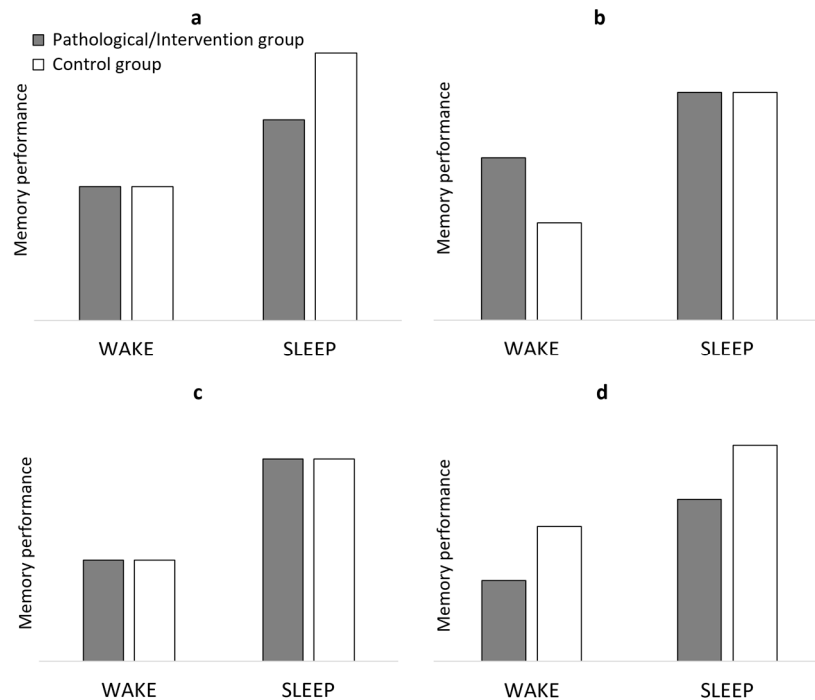 a
Pathological/Intervention group
Control group
Memory performance
WAKE SLEEP
b
Memory performance
WAKE SLEEP
c
Memory performance
WAKE SLEEP
d
Memory performance
WAKE SLEEP